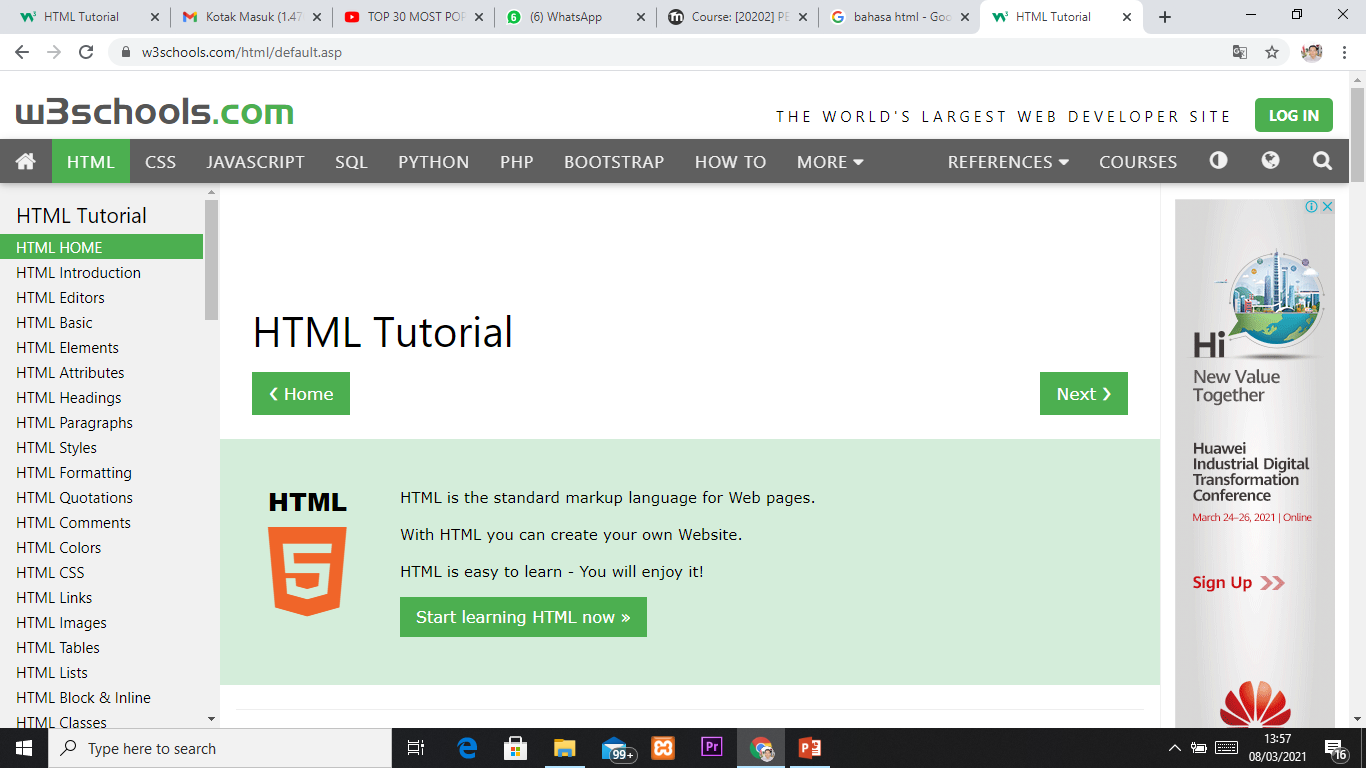 HTML Tutorial
Kotak Masuk (1.47
TOP 30 MOST POP
6
(6) WhatsApp
Course: [20202] PE
bahasa html - Goo
HTML Tutorial
w3schools.com/html/default.asp
w3schools.com
THE WORLD'S LARGEST WEB DEVELOPER SITE
LOG IN
HTML
CSS
JAVASCRIPT
SQL
PYTHON
PHP
BOOTSTRAP
HOW TO
MORE
REFERENCES
COURSES
HTML Tutorial
HTML HOME
HTML Introduction
HTML Editors
HTML Basic
HTML Elements
HTML Attributes
HTML Headings
HTML Paragraphs
HTML Styles
HTML Formatting
HTML Quotations
HTML Comments
HTML Colors
HTML CSS
HTML Links
HTML Images
HTML Tables
HTML Lists
HTML Block & Inline
HTML Classes
HTML Tutorial
❮ Home
Next ❯
HTML
5
HTML is the standard markup language for Web pages.
With HTML you can create your own Website.
HTML is easy to learn - You will enjoy it!
Start learning HTML now »
Hi
New Value
Together
Huawei
Industrial Digital
Transformation
Conference
March 24–26, 2021 | Online
Sign Up
Type here to search
99+
Pr
13:57
08/03/2021
16